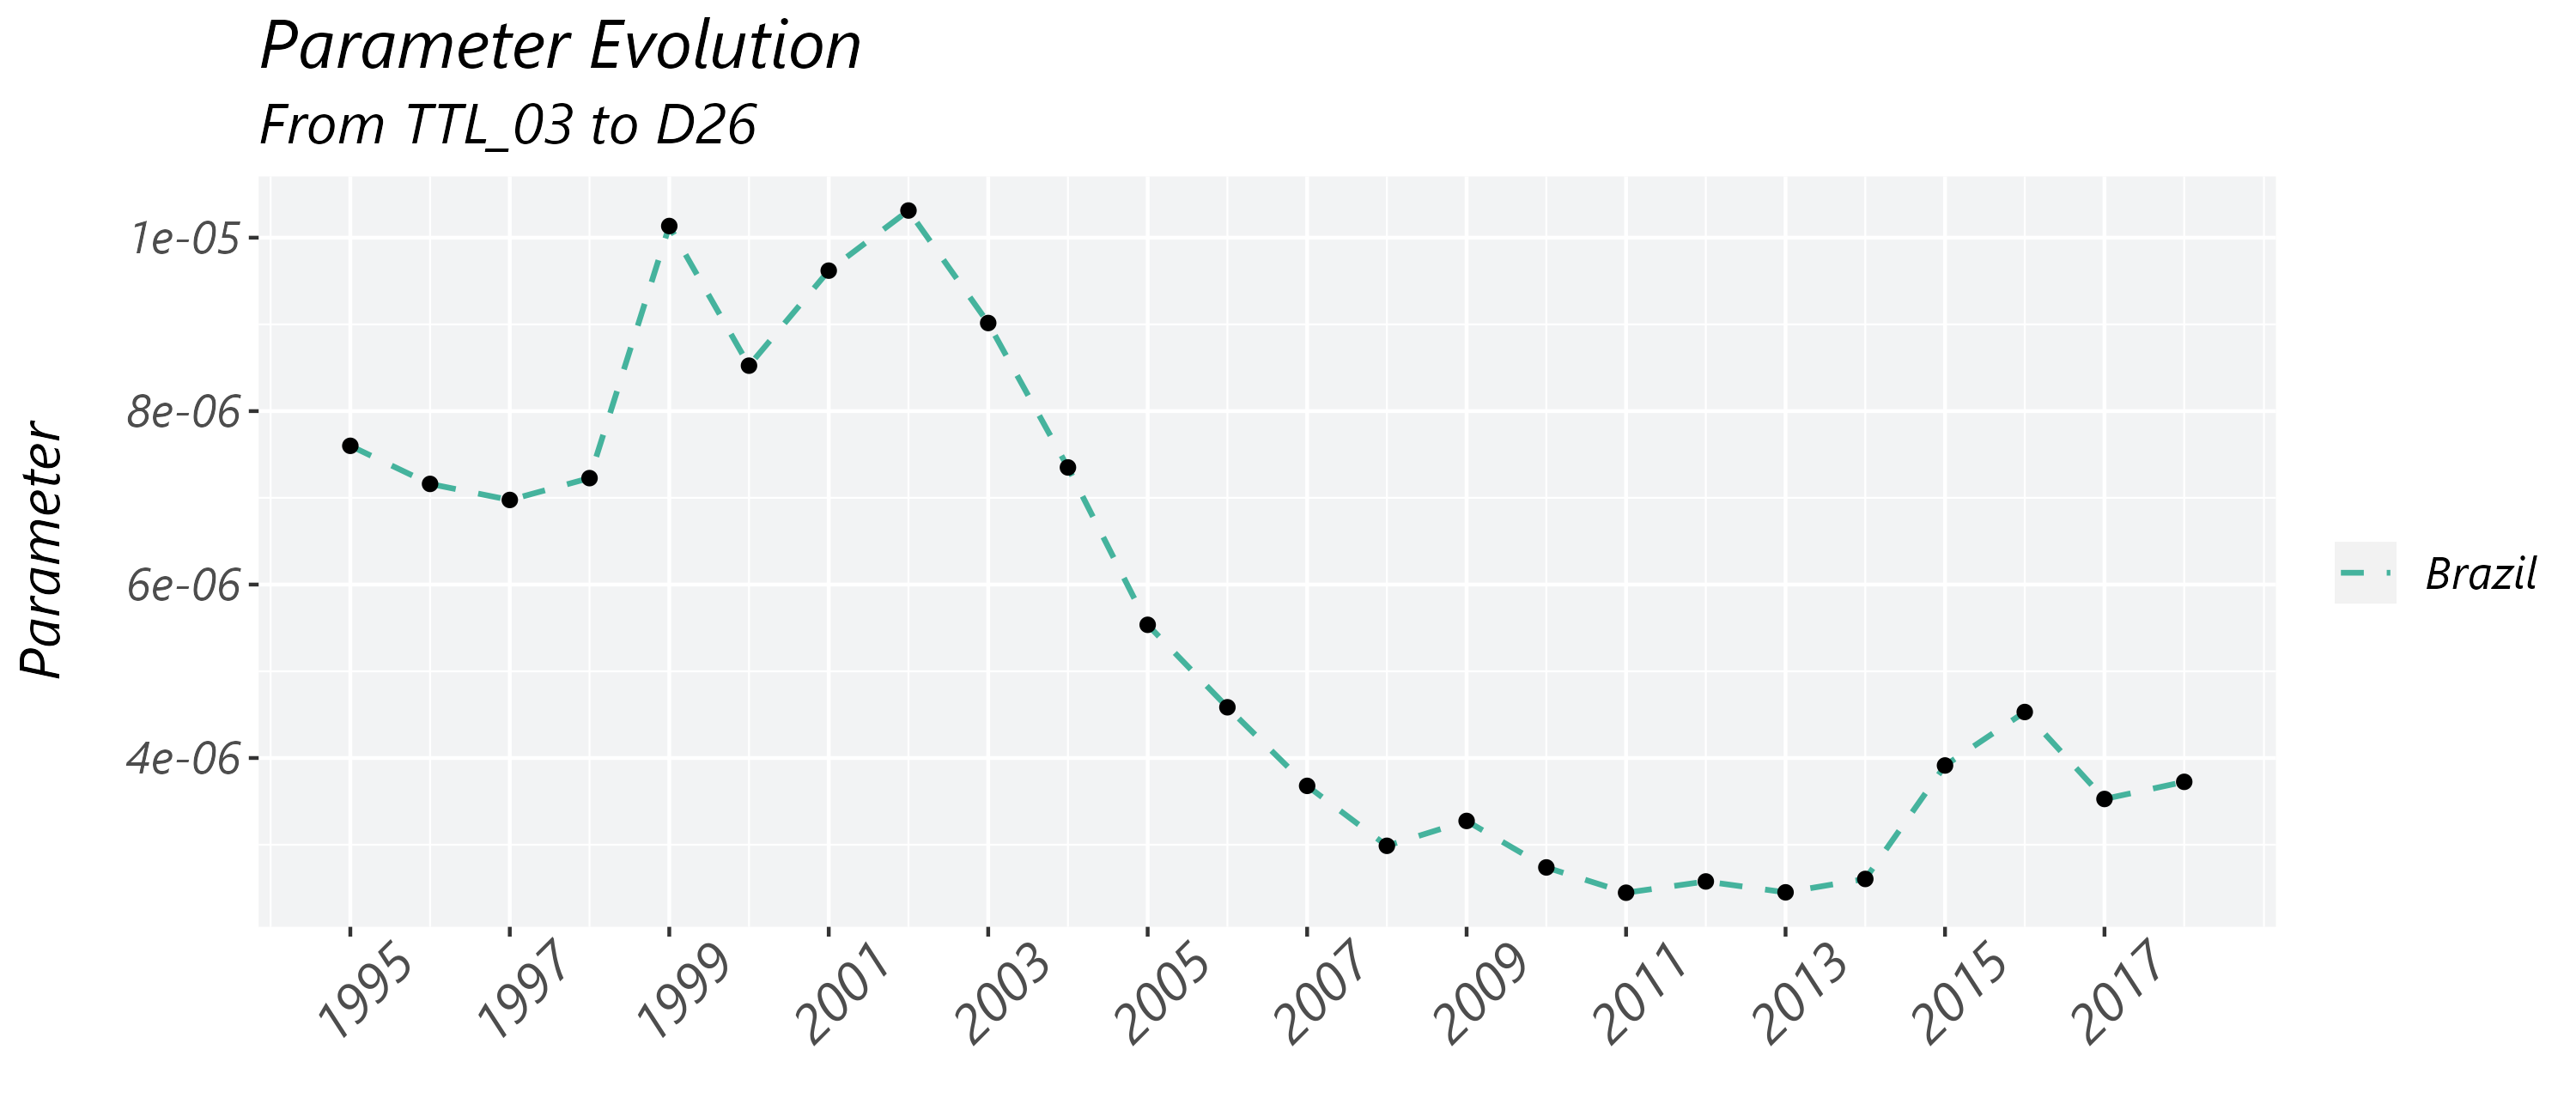 Parameter Evolution
From TTL_03 to D26
Parameter
1e-05
8e-06
6e-06
4e-06
1995
1997
1999
2001
2003
2005
2007
2009
2011
2013
2015
2017
Brazil